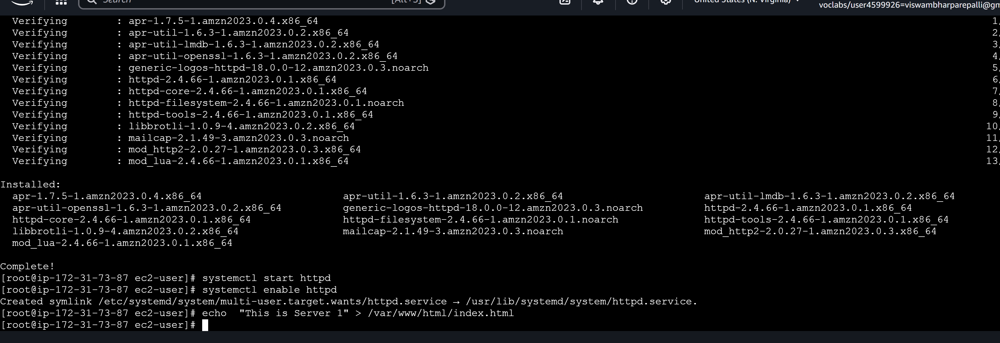 Search
[Alt+S]
United States (N. Virginia)
voclabs/user4599926=viswambharparepalli@gm
Verifying : apr-1.7.5-1.amzn2023.0.4.x86_64 1/
Verifying : apr-util-1.6.3-1.amzn2023.0.2.x86_64 2/
Verifying : apr-util-lmdb-1.6.3-1.amzn2023.0.2.x86_64 3/
Verifying : apr-util-openssl-1.6.3-1.amzn2023.0.2.x86_64 4/
Verifying : generic-logos-httpd-18.0.0-12.amzn2023.0.3.noarch 5/
Verifying : httpd-2.4.66-1.amzn2023.0.1.x86_64 6/
Verifying : httpd-core-2.4.66-1.amzn2023.0.1.x86_64 7/
Verifying : httpd-filesystem-2.4.66-1.amzn2023.0.1.noarch 8/
Verifying : httpd-tools-2.4.66-1.amzn2023.0.1.x86_64 9/
Verifying : libbrotli-1.0.9-4.amzn2023.0.2.x86_64 10/
Verifying : mailcap-2.1.49-3.amzn2023.0.3.noarch 11/
Verifying : mod_http2-2.0.27-1.amzn2023.0.3.x86_64 12/
Verifying : mod_lua-2.4.66-1.amzn2023.0.1.x86_64 13/
Installed:
apr-1.7.5-1.amzn2023.0.4.x86_64 apr-util-1.6.3-1.amzn2023.0.2.x86_64 apr-util-lmdb-1.6.3-1.amzn2023.0.2.x86_64
apr-util-openssl-1.6.3-1.amzn2023.0.2.x86_64 generic-logos-httpd-18.0.0-12.amzn2023.0.3.noarch httpd-2.4.66-1.amzn2023.0.1.x86_64
httpd-core-2.4.66-1.amzn2023.0.1.x86_64 httpd-filesystem-2.4.66-1.amzn2023.0.1.noarch httpd-tools-2.4.66-1.amzn2023.0.1.x86_64
libbrotli-1.0.9-4.amzn2023.0.2.x86_64 mailcap-2.1.49-3.amzn2023.0.3.noarch mod_http2-2.0.27-1.amzn2023.0.3.x86_64
mod_lua-2.4.66-1.amzn2023.0.1.x86_64
Complete!
[root@ip-172-31-73-87 ec2-user]# systemctl start httpd
[root@ip-172-31-73-87 ec2-user]# systemctl enable httpd
Created symlink /etc/systemd/system/multi-user.target.wants/httpd.service → /usr/lib/systemd/system/httpd.service.
[root@ip-172-31-73-87 ec2-user]# echo  "This is Server 1" > /var/www/html/index.html
[root@ip-172-31-73-87 ec2-user]#